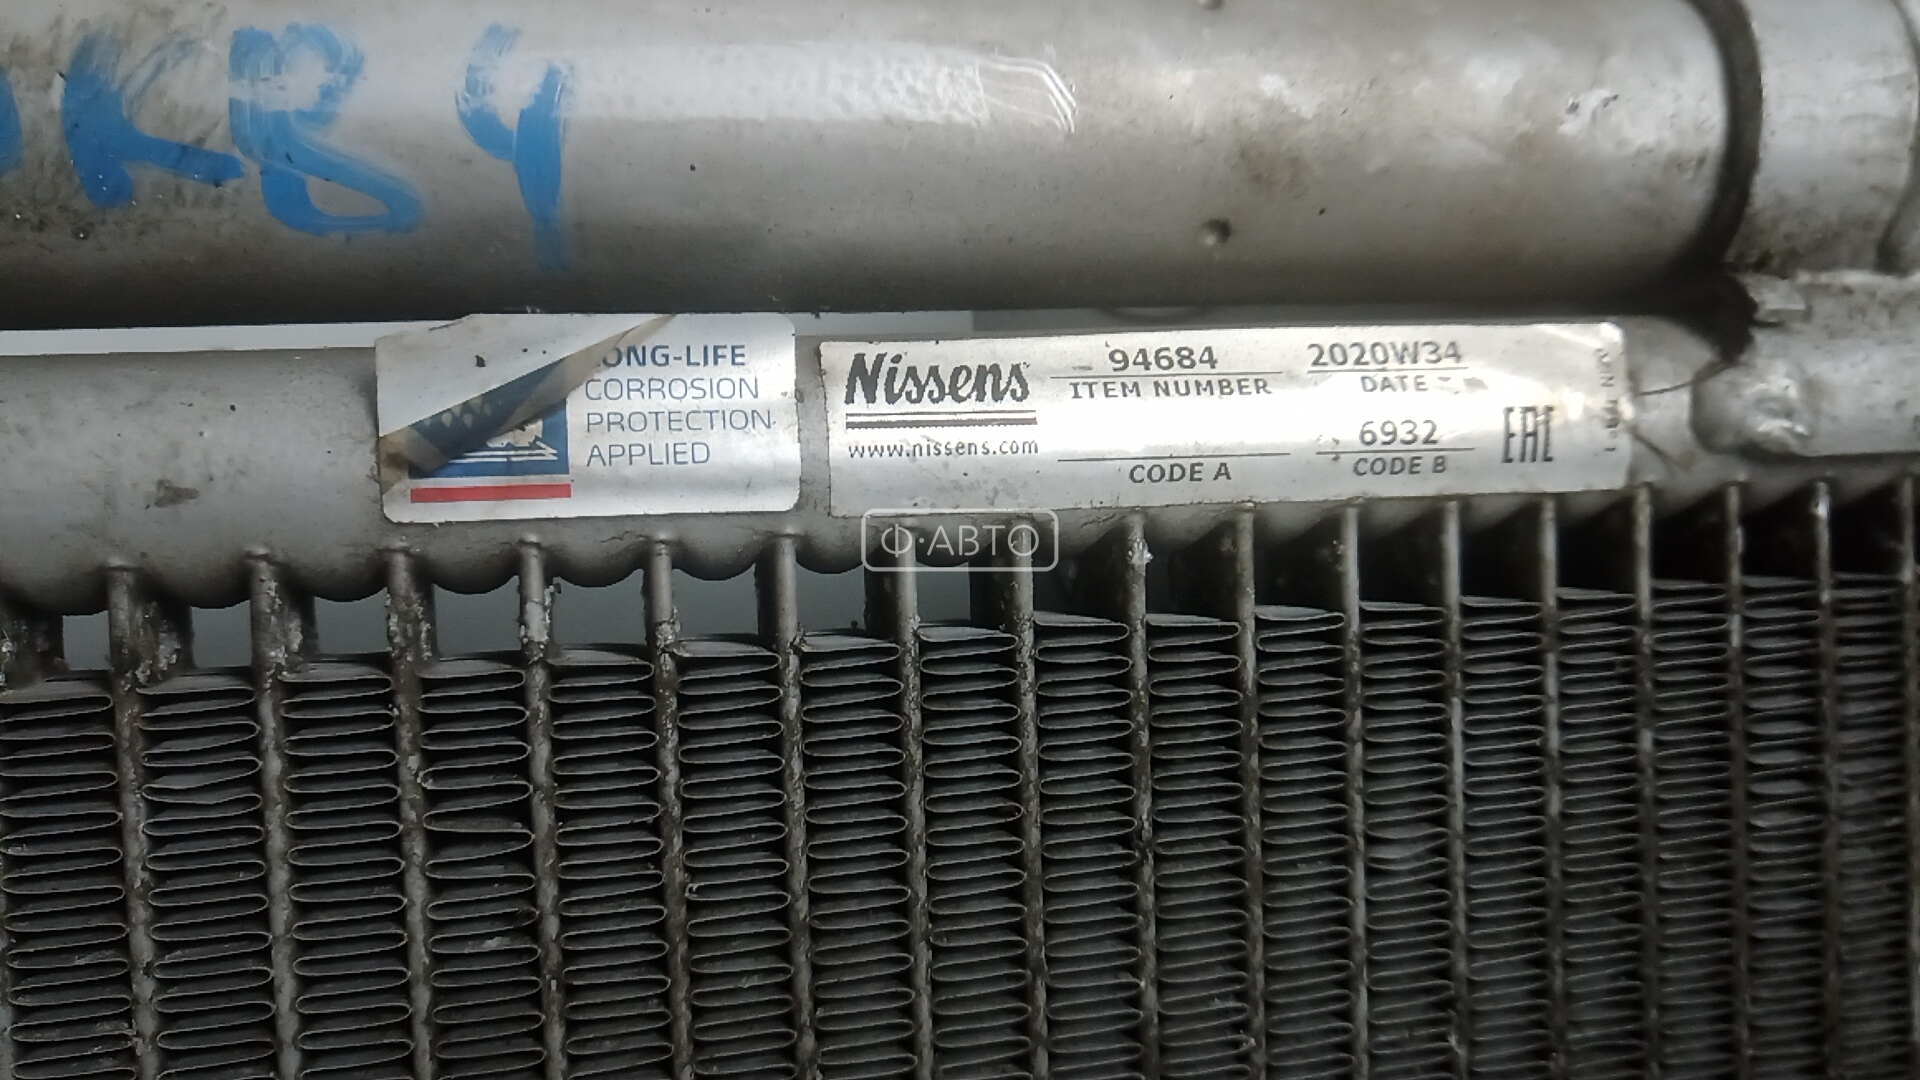 KB4
LONG-LIFE
CORROSION
PROTECTION
APPLIED
Nissens
www.nissens.com
94684
ITEM NUMBER
CODE A
2020W34
DATE
6932
CODE B
EAC
Ф·АВТО